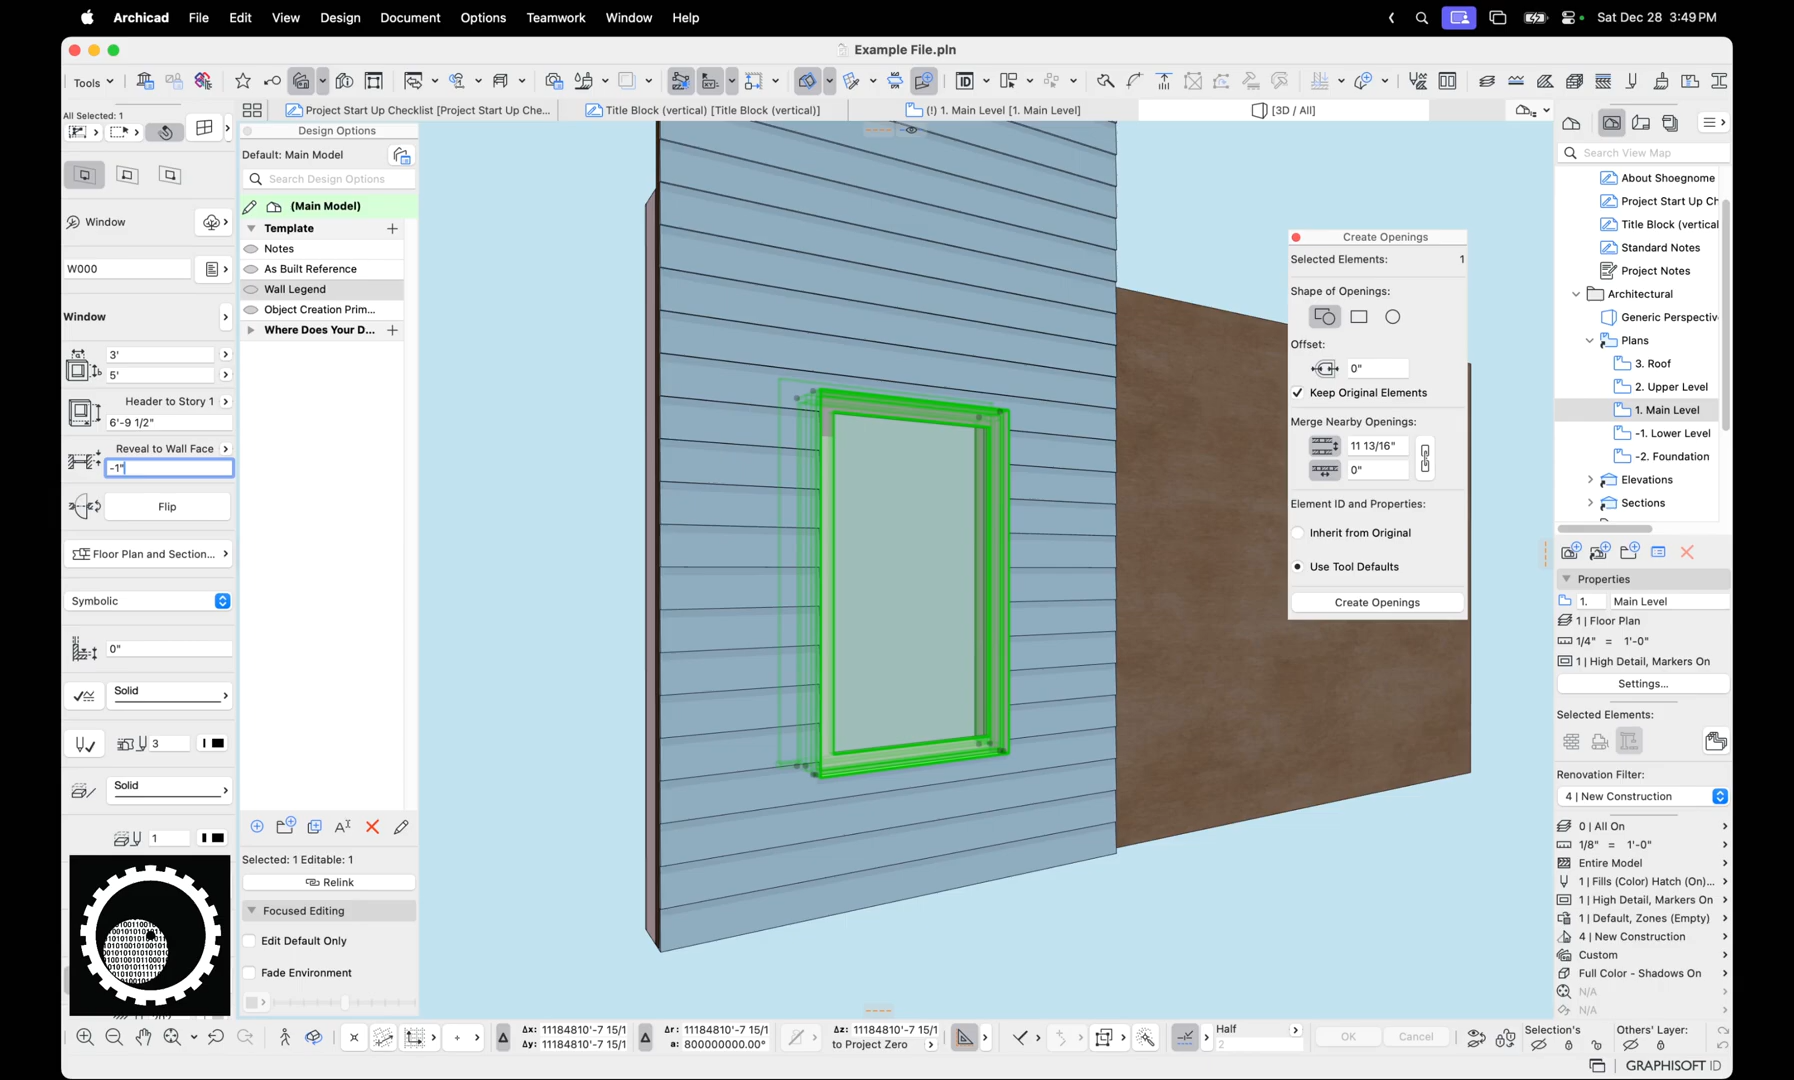 Archicad File Edit View Design Document Options Teamwork Window Help
Sat Dec 28 3:49 PM
Example File.pln
Tools
Project Start Up Checklist [Project Start Up Che...
Title Block (vertical) [Title Block (vertical)]
(!) 1. Main Level [1. Main Level]
[3D / All]
All Selected: 1
Window
W000
Window
3'
5'
Header to Story 1
6'-9 1/2"
Reveal to Wall Face
-1"
Flip
Floor Plan and Section...
Symbolic
0"
Solid
3
Solid
1
Design Options
Default: Main Model
Search Design Options
(Main Model)
Template
Notes
As Built Reference
Wall Legend
Object Creation Prim...
Where Does Your D...
Selected: 1 Editable: 1
Relink
Focused Editing
Edit Default Only
Fade Environment
Create Openings
Selected Elements: 1
Shape of Openings:
Offset:
0"
Keep Original Elements
Merge Nearby Openings:
11 13/16"
0"
Element ID and Properties:
Inherit from Original
Use Tool Defaults
Create Openings
Search View Map
About Shoegnome
Project Start Up Ch
Title Block (vertical
Standard Notes
Project Notes
Architectural
Generic Perspectiv
Plans
3. Roof
2. Upper Level
1. Main Level
-1. Lower Level
-2. Foundation
Elevations
Sections
Properties
1. Main Level
1 | Floor Plan
1/4" = 1'-0"
1 | High Detail, Markers On
Settings...
Selected Elements:
Renovation Filter:
4 | New Construction
0 | All On
1/8" = 1'-0"
Entire Model
1 | Fills (Color) Hatch (On)...
1 | High Detail, Markers On
1 | Default, Zones (Empty)
4 | New Construction
Custom
Full Color - Shadows On
N/A
N/A
Δx: 11184810'-7 15/1
Δy: 11184810'-7 15/1
Δr: 11184810'-7 15/1
a: 800000000.00°
Δz: 11184810'-7 15/1
to Project Zero
Half
2
OK
Cancel
Selection's
Others' Layer:
GRAPHISOFT ID